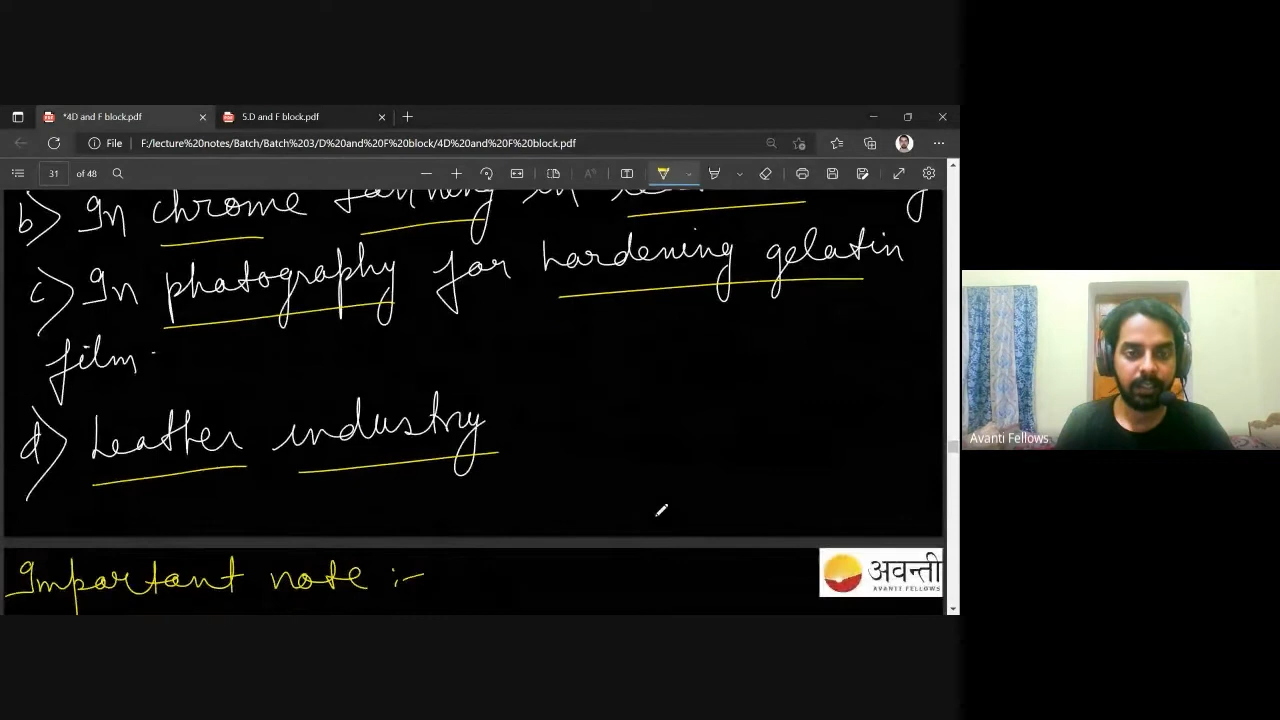 *4D and F block.pdf
5.D and F block.pdf
File
F:/lecture%20notes/Batch/Batch%203/D%20and%20F%20block/4D%20and%20F%20block.pdf
31 of 48
b) In chrome tanning in
c) In photography for hardening gelatin
film.
d) Leather industry
Important note :-
अवन्ती
AVANTI FELLOWS
Avanti Fellows